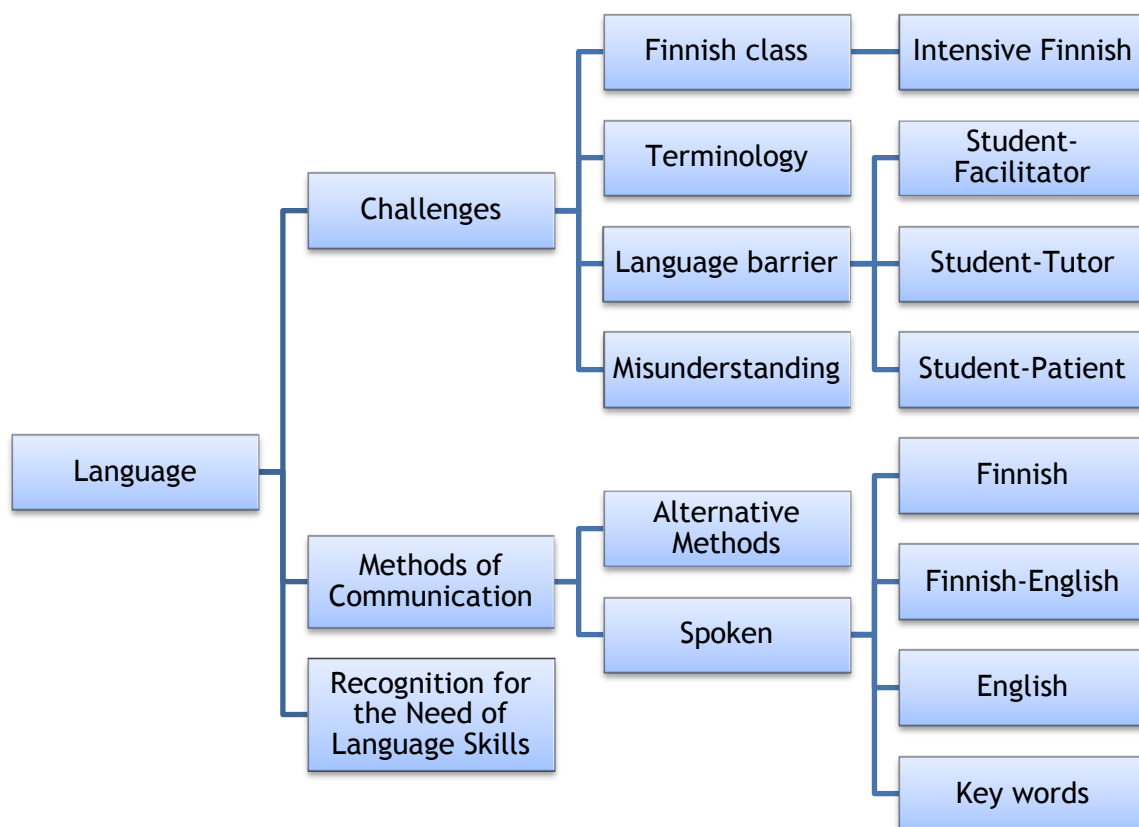 Finnish class
Intensive Finnish
Terminology
Student-
Facilitator
Challenges
Language barrier
Student-Tutor
Misunderstanding
Student-Patient
Language
Finnish
Alternative
Methods
Methods of
Communication
Finnish-English
Spoken
English
Recognition for
the Need of
Language Skills
Key words